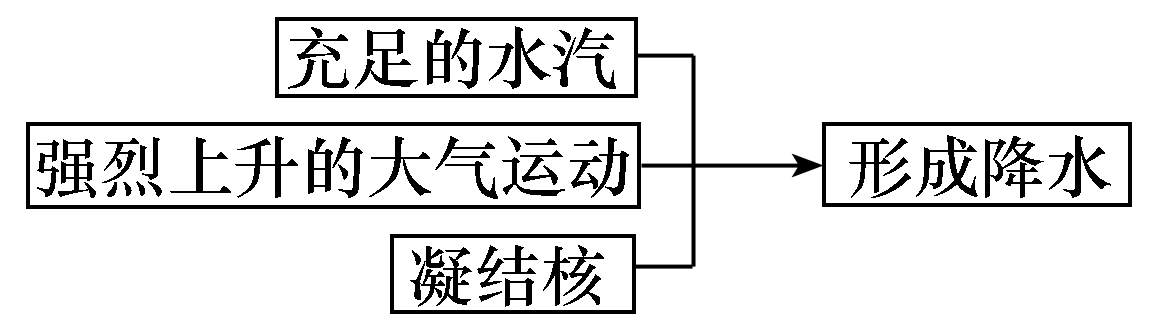 充足的水汽
强烈上升的大气运动
形成降水
凝结核